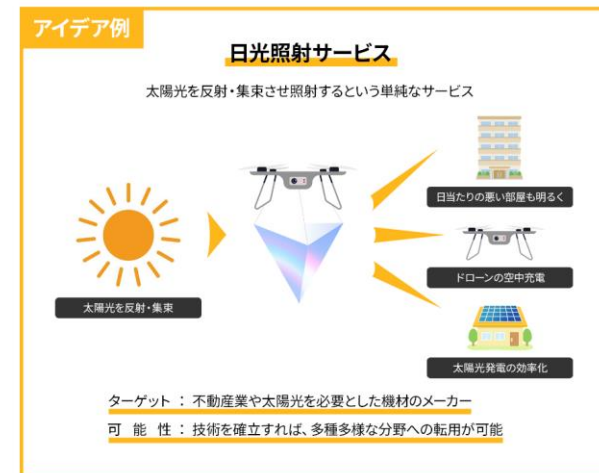 アイデア例
日光照射サービス
太陽光を反射・集束させ照射するという単純なサービス
日当たりの悪い部屋も明るく
ドローンの空中充電
太陽光を反射・集束
太陽光発電の効率化
ターゲット : 不動産業や太陽光を必要とした機材のメーカー
可 能 性 : 技術を確立すれば、多種多様な分野への転用が可能